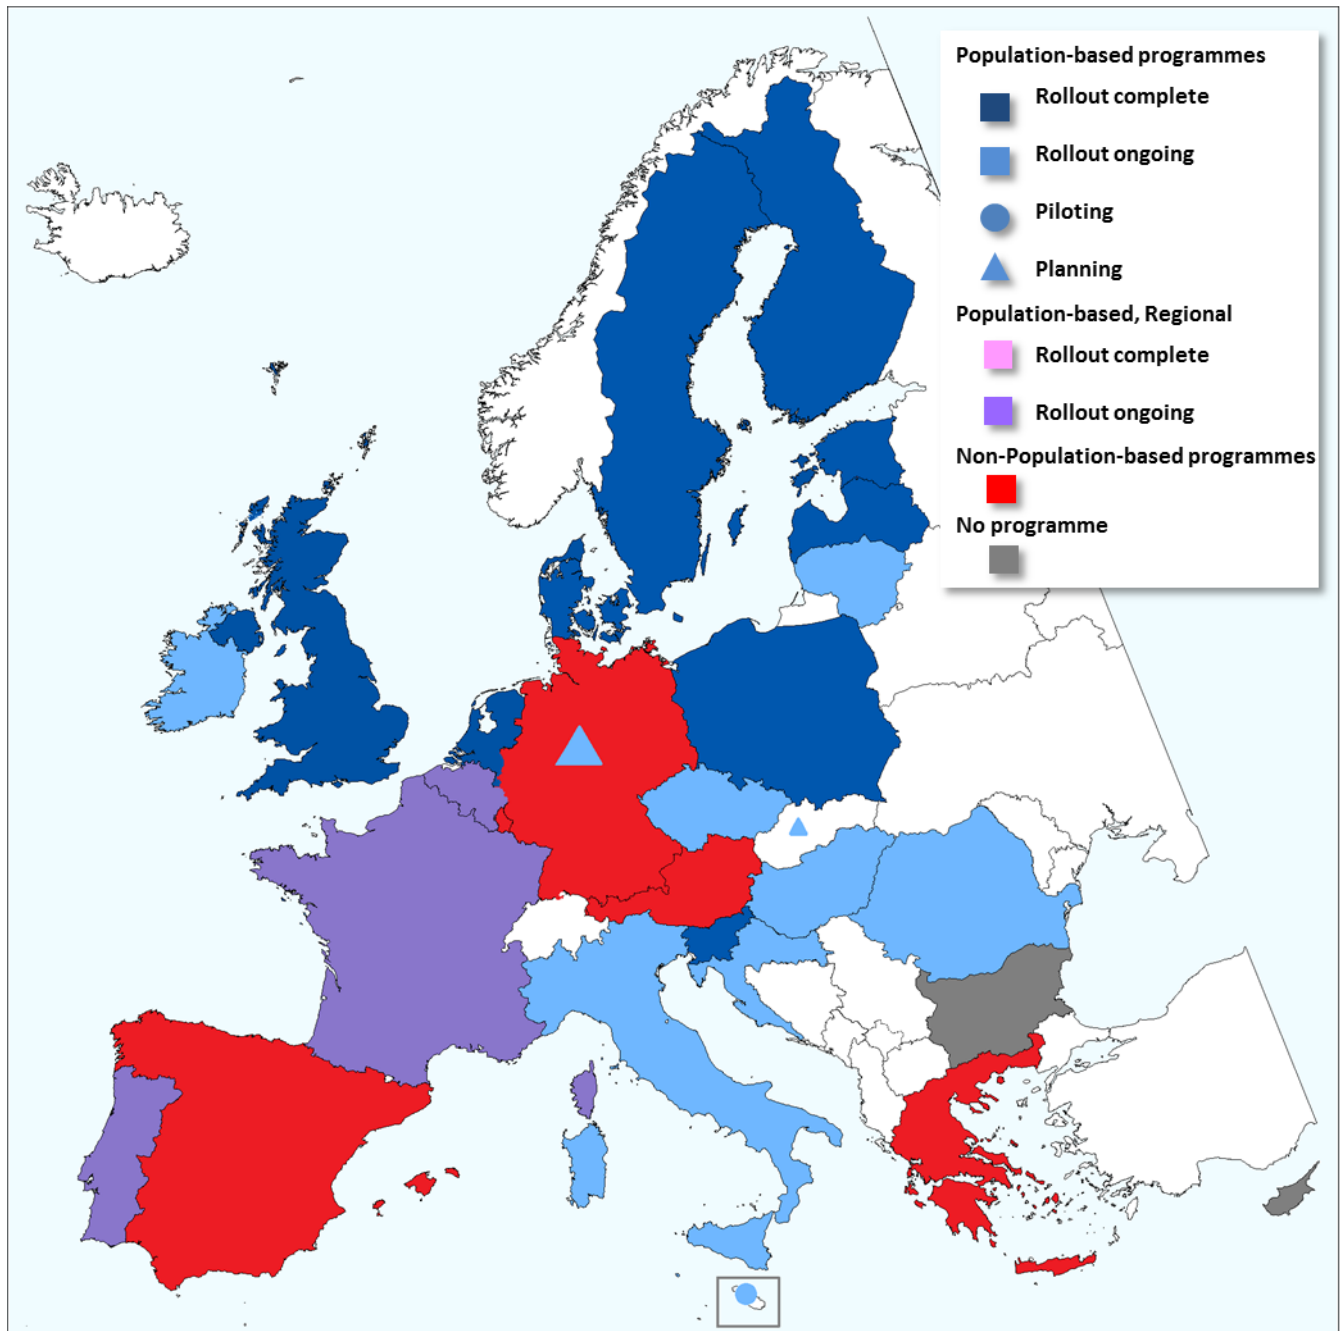 Population-based programmes
Rollout complete
Rollout ongoing
Piloting
Planning
Population-based, Regional
Rollout complete
Rollout ongoing
Non-Population-based programmes
No programme